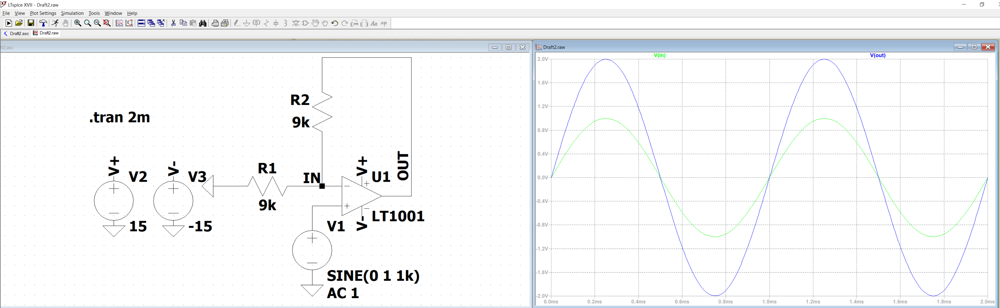 LTspice XVII - Draft2.raw
File View Plot Settings Simulation Tools Window Help
Draft2.asc Draft2.raw
ft2.asc
.tran 2m
R2
9k
V+
V2
15
V-
V3
-15
R1
9k
IN
V+
U1
OUT
LT1001
V-
V1
SINE(0 1 1k)
AC 1
Draft2.raw
V(in) V(out)
2.0V
1.6V
1.2V
0.8V
0.4V
0.0V
-0.4V
-0.8V
-1.2V
-1.6V
-2.0V
0.0ms 0.2ms 0.4ms 0.6ms 0.8ms 1.0ms 1.2ms 1.4ms 1.6ms 1.8ms 2.0ms